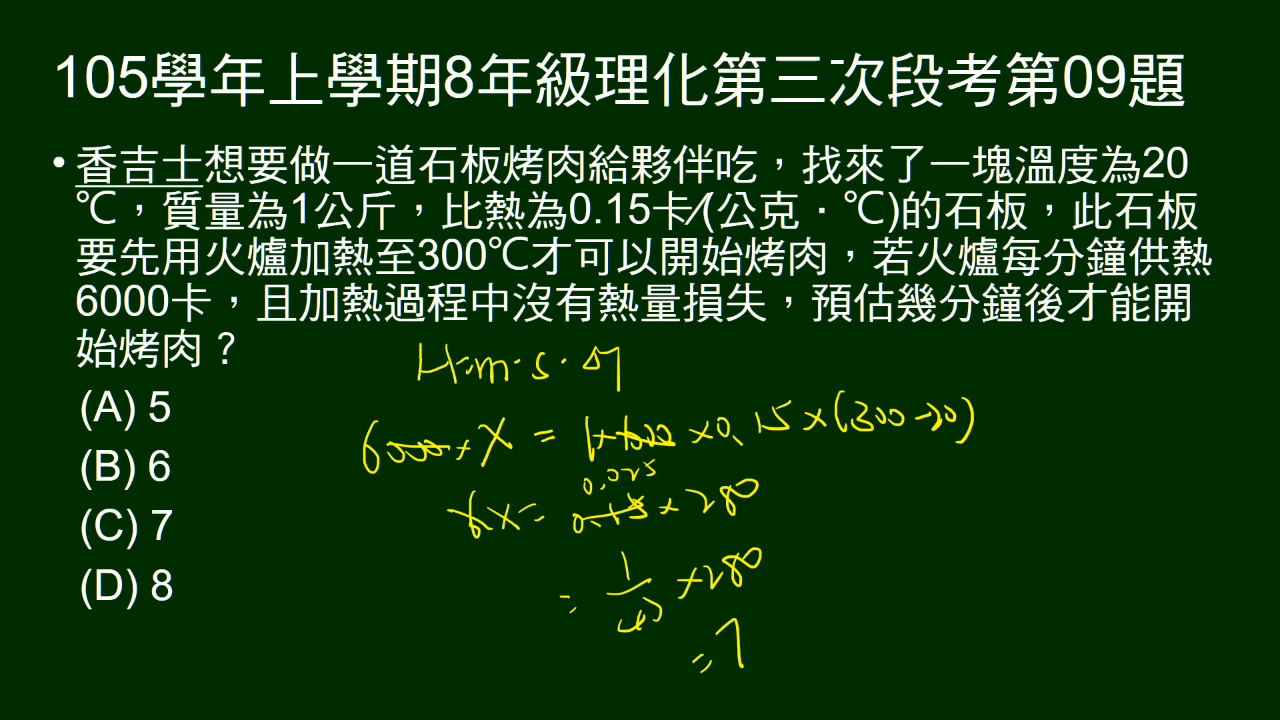 105學年上學期8年級理化第三次段考第09題
• 香吉士想要做一道石板烤肉給夥伴吃，找來了一塊溫度為20
℃，質量為1公斤，比熱為0.15卡∕(公克．℃)的石板，此石板
要先用火爐加熱至300℃才可以開始烤肉，若火爐每分鐘供熱
6000卡，且加熱過程中沒有熱量損失，預估幾分鐘後才能開
始烤肉？
H=m·s·ΔT
(A) 5
6000×X = 1×1000×0.15×(300-20)
(B) 6
0.025
6X = 0.15×280
(C) 7
(D) 8
= 1/40 ×280
= 7